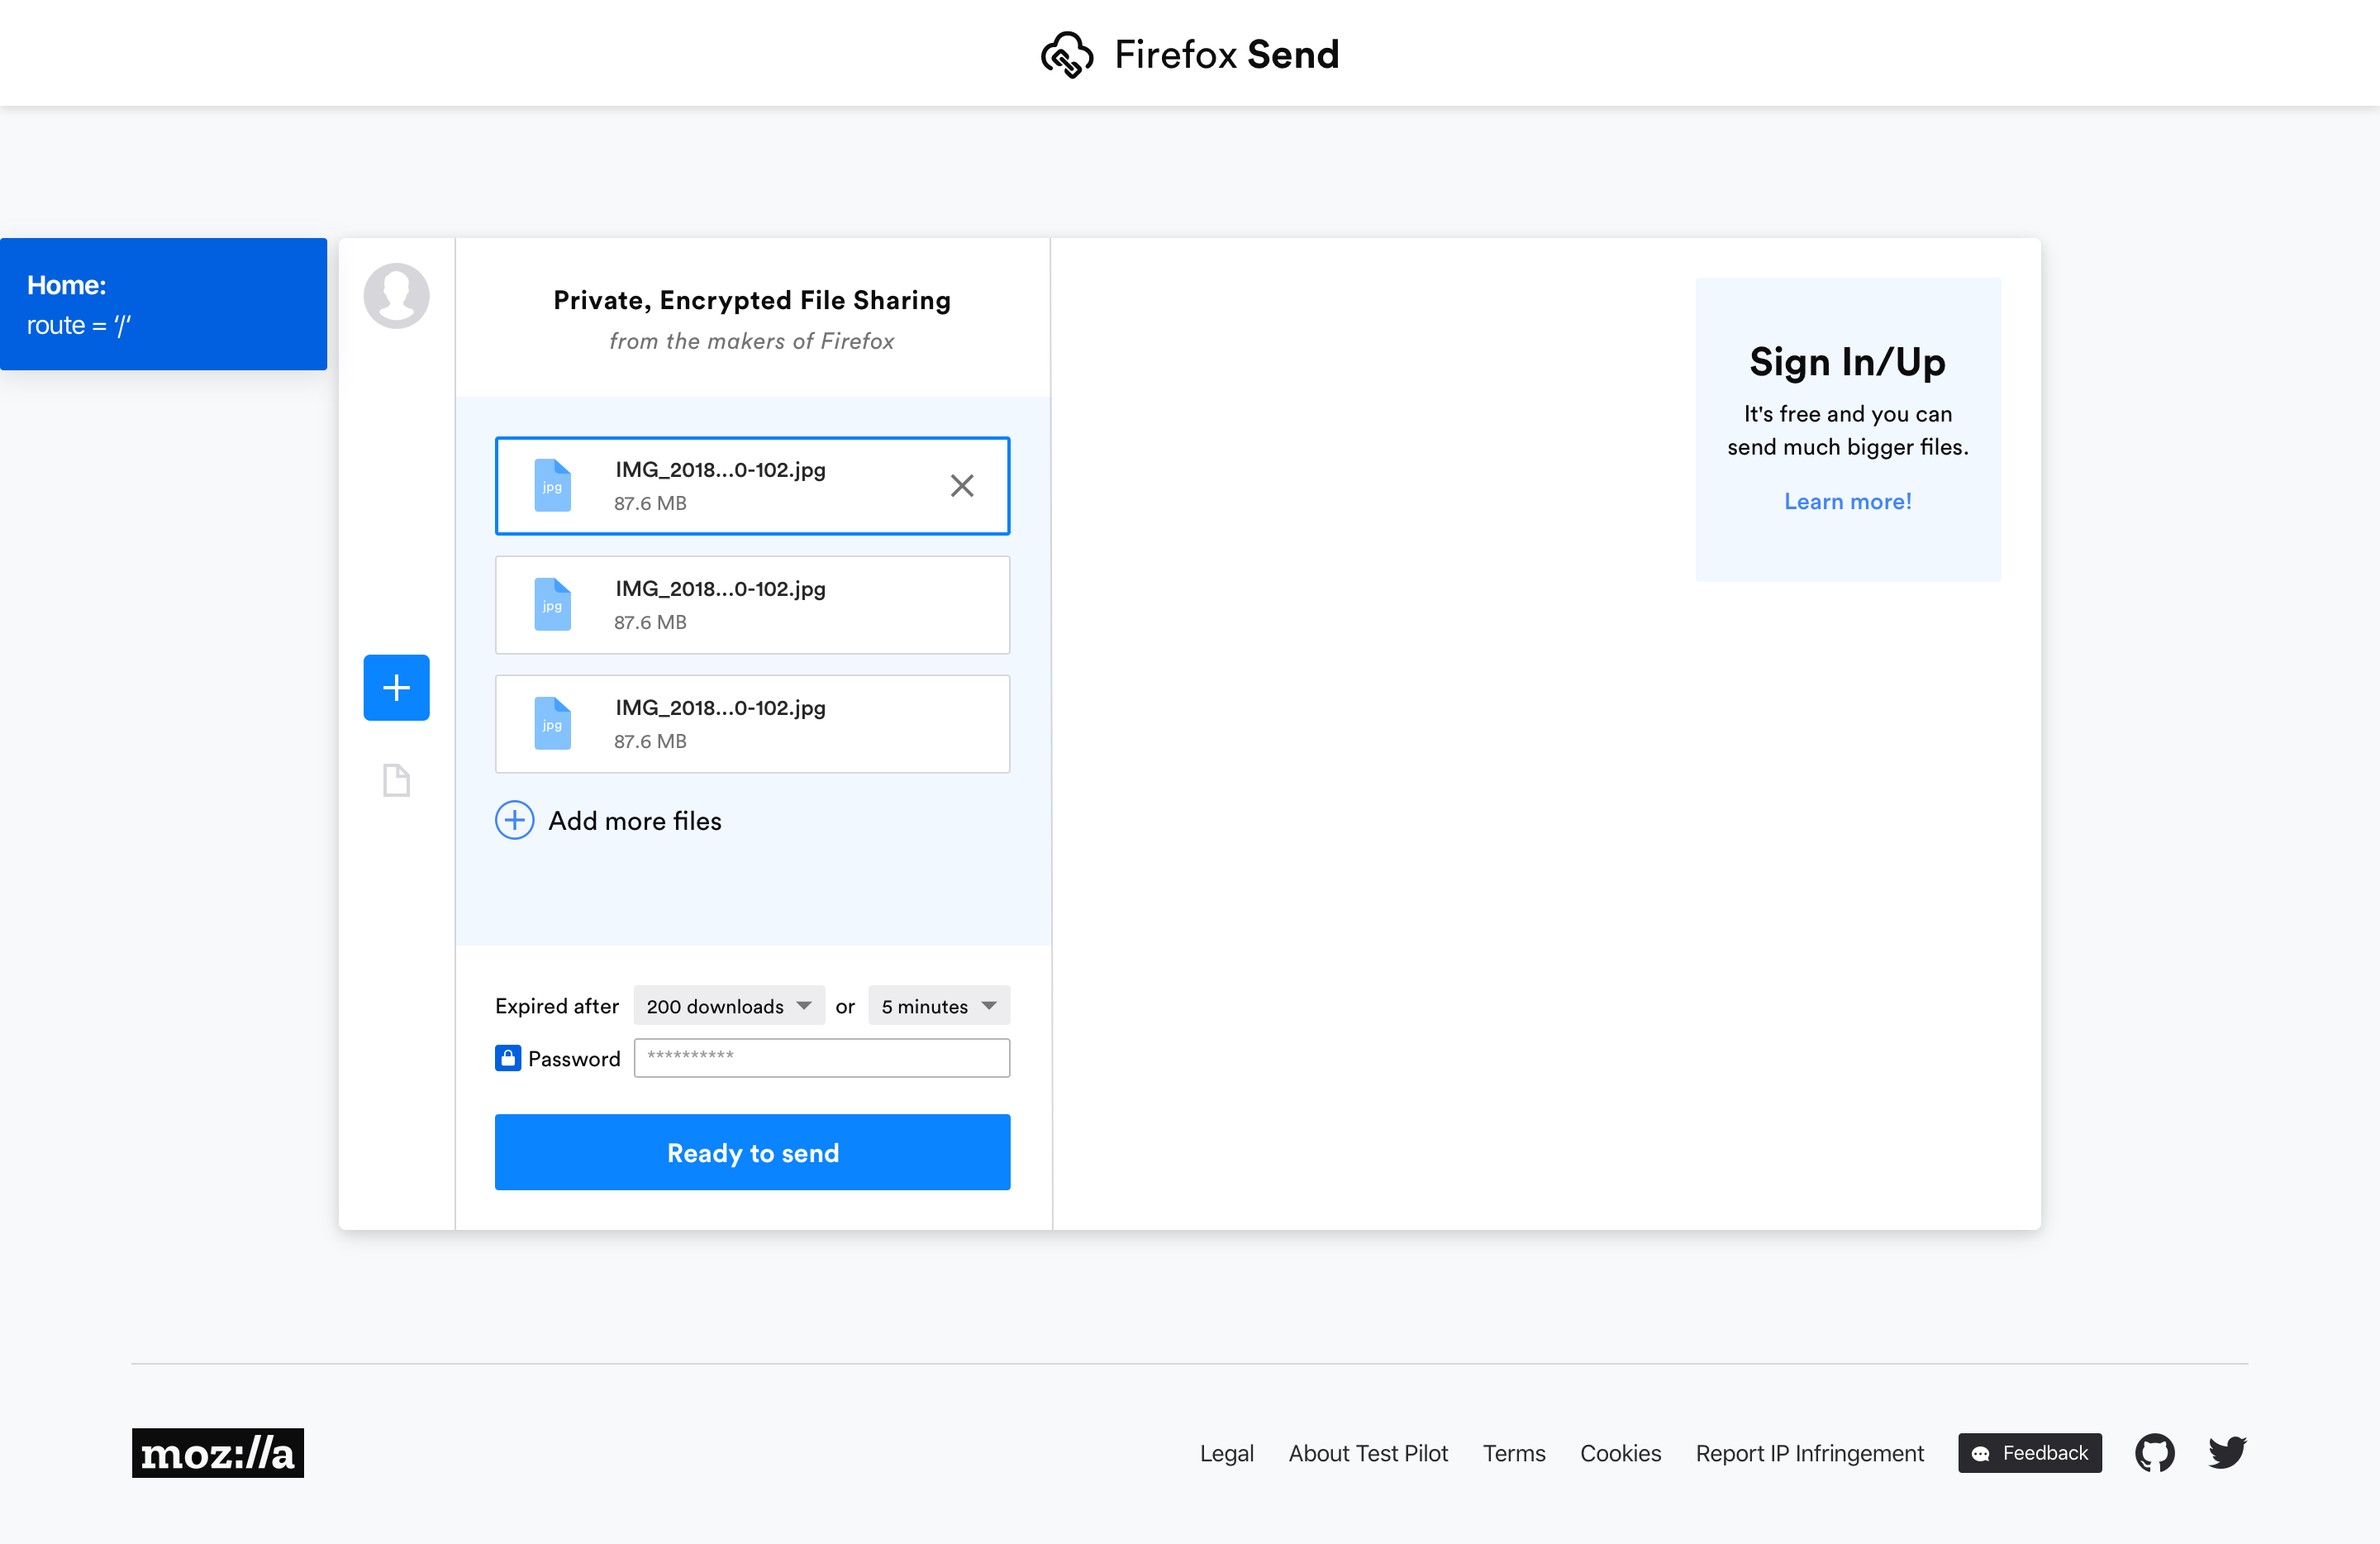 Firefox Send
Home:
route = ‘/‘
Private, Encrypted File Sharing
from the makers of Firefox
jpg
IMG_2018...0-102.jpg
87.6 MB
jpg
IMG_2018...0-102.jpg
87.6 MB
jpg
IMG_2018...0-102.jpg
87.6 MB
Add more files
Expired after 200 downloads or 5 minutes
Password **********
Ready to send
Sign In/Up
It's free and you can
send much bigger files.
Learn more!
moz://a
Legal About Test Pilot Terms Cookies Report IP Infringement Feedback